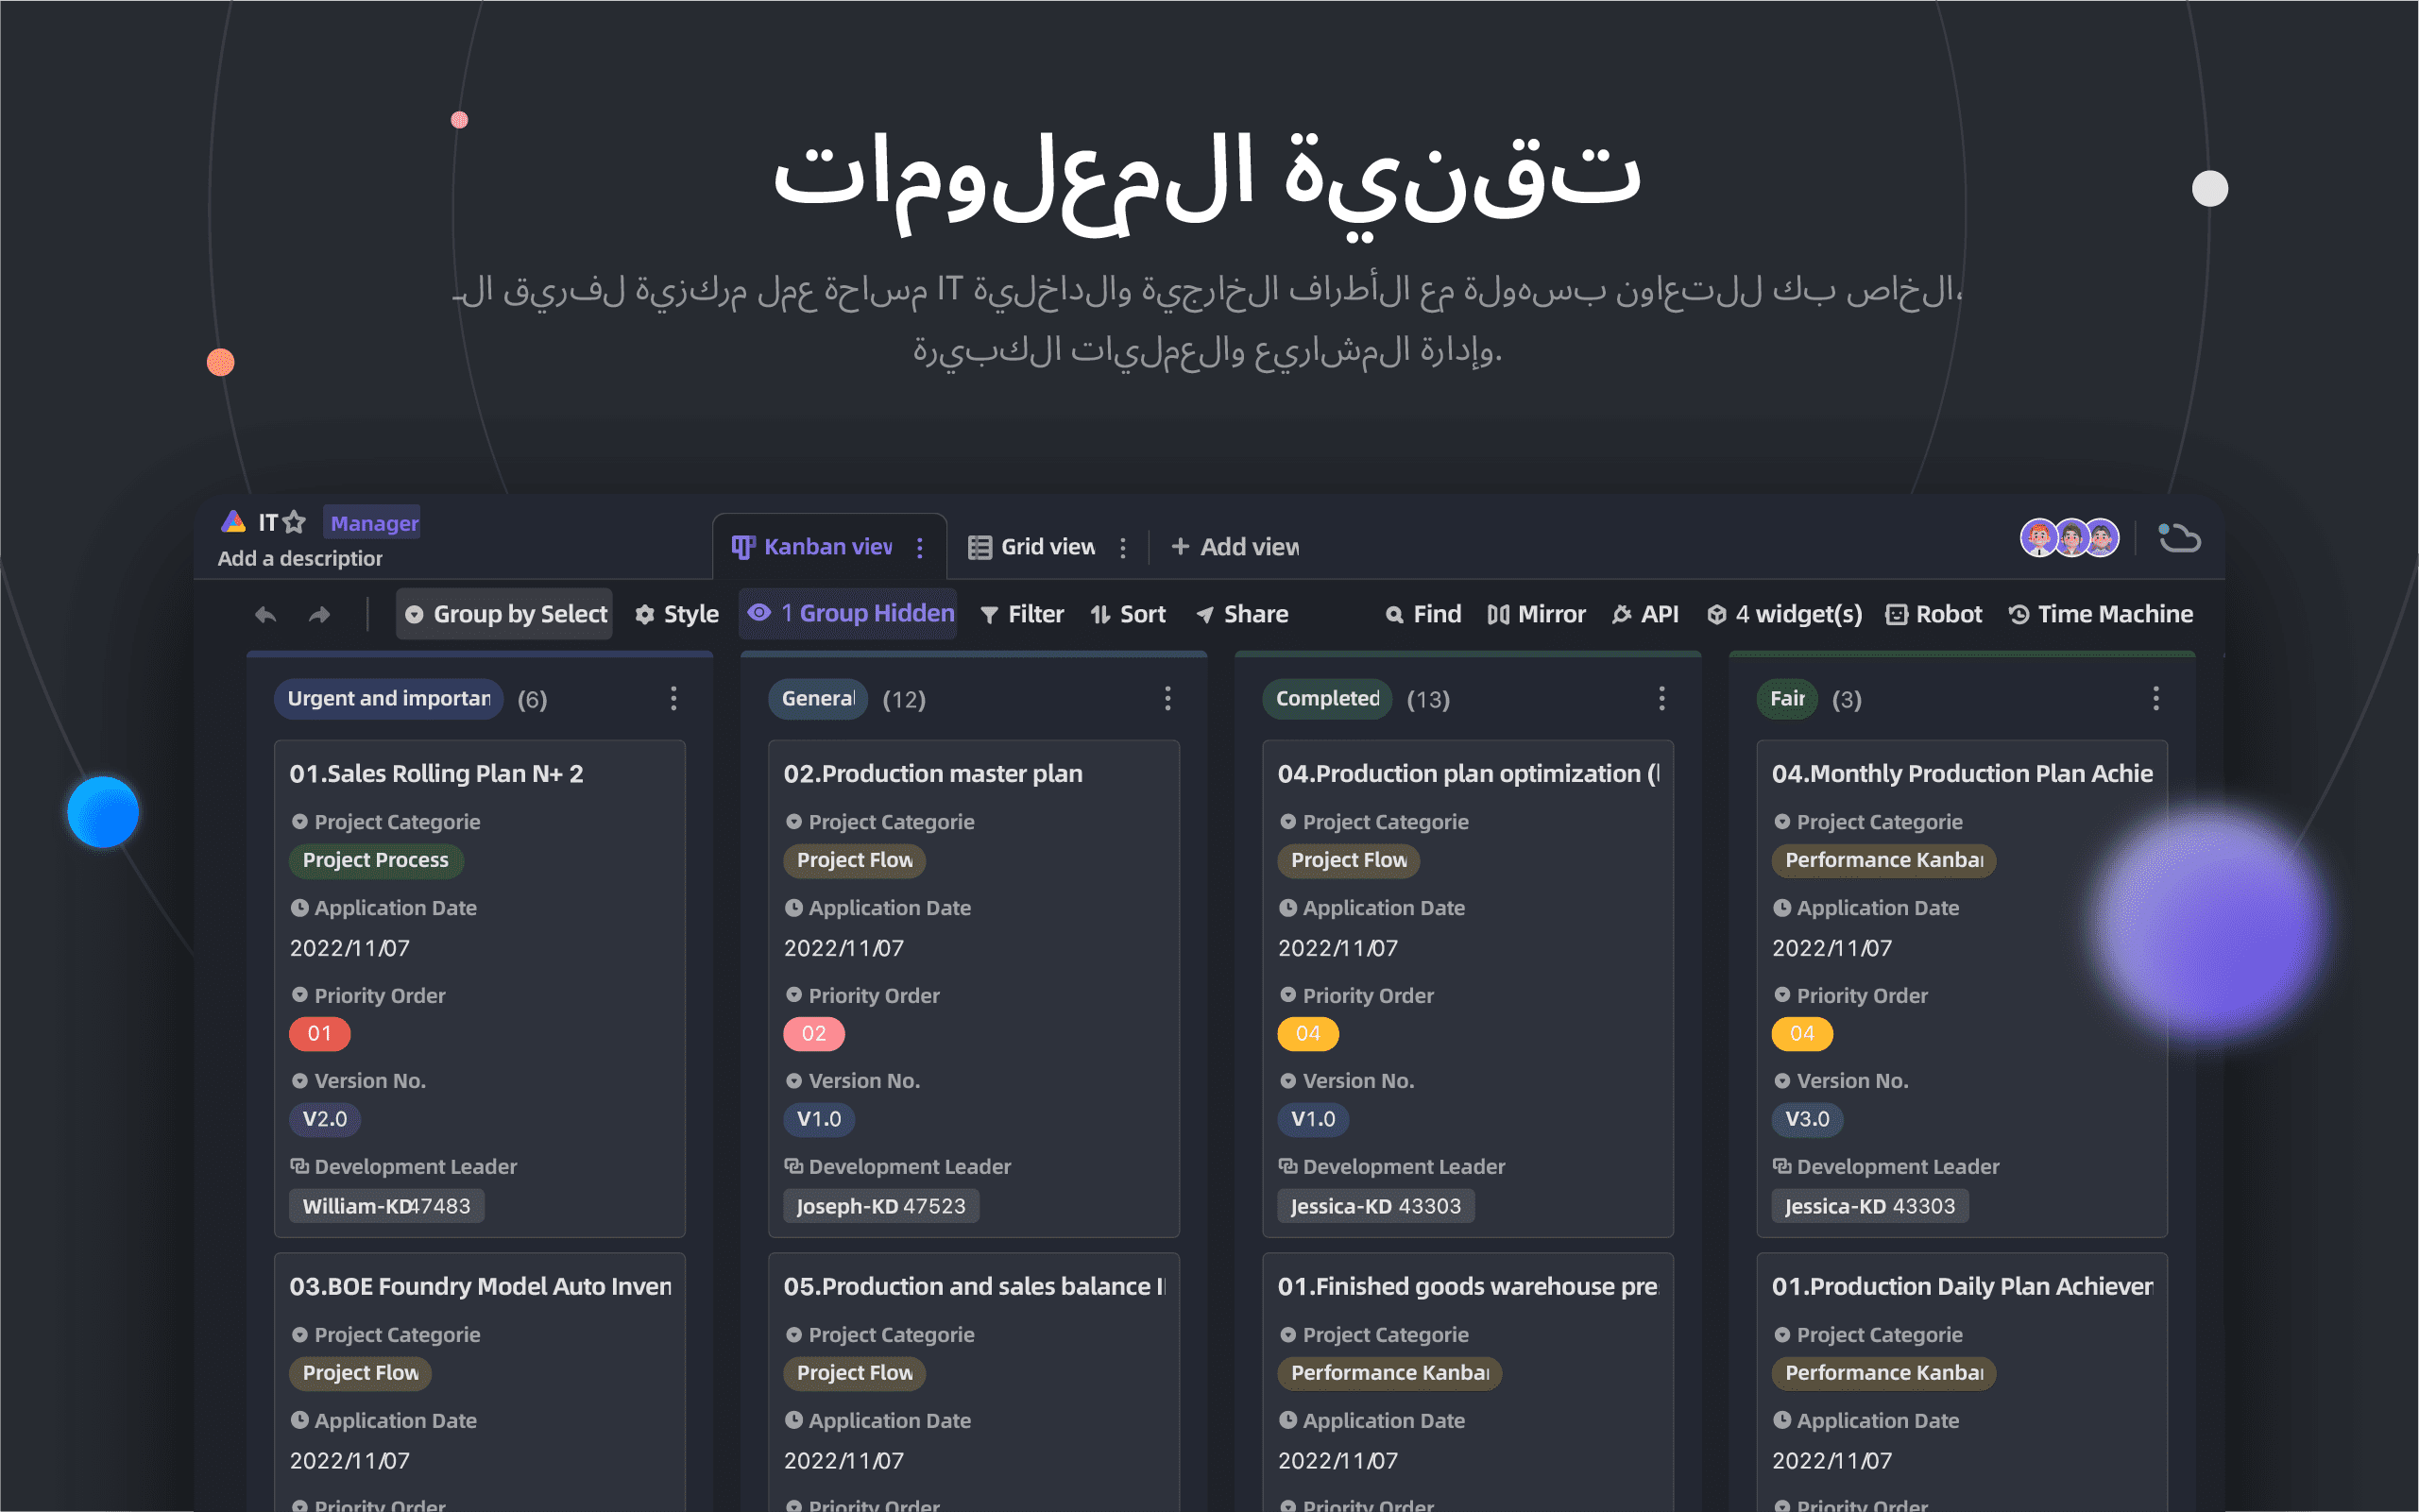 تقنية المعلومات
مساحة عمل مركزية لفريق الـ IT الخاص بك للتعاون بسهولة مع الأطراف الخارجية والداخلية،
وإدارة المشاريع والعمليات الكبيرة.
IT Manager
Add a description
Kanban view Grid view + Add view
Group by Select Style 1 Group Hidden Filter Sort Share Find Mirror API 4 widget(s) Robot Time Machine
Urgent and importan (6)
01.Sales Rolling Plan N+ 2
Project Categorie
Project Process
Application Date
2022/11/07
Priority Order
01
Version No.
V2.0
Development Leader
William-KD47483
03.BOE Foundry Model Auto Inven
Project Categorie
Project Flow
Application Date
2022/11/07
Priority Order
General (12)
02.Production master plan
Project Categorie
Project Flow
Application Date
2022/11/07
Priority Order
02
Version No.
V1.0
Development Leader
Joseph-KD 47523
05.Production and sales balance
Project Categorie
Project Flow
Application Date
2022/11/07
Priority Order
Completed (13)
04.Production plan optimization (
Project Categorie
Project Flow
Application Date
2022/11/07
Priority Order
04
Version No.
V1.0
Development Leader
Jessica-KD 43303
01.Finished goods warehouse pre
Project Categorie
Performance Kanban
Application Date
2022/11/07
Priority Order
Fair (3)
04.Monthly Production Plan Achie
Project Categorie
Performance Kanban
Application Date
2022/11/07
Priority Order
04
Version No.
V3.0
Development Leader
Jessica-KD 43303
01.Production Daily Plan Achiever
Project Categorie
Performance Kanban
Application Date
2022/11/07
Priority Order